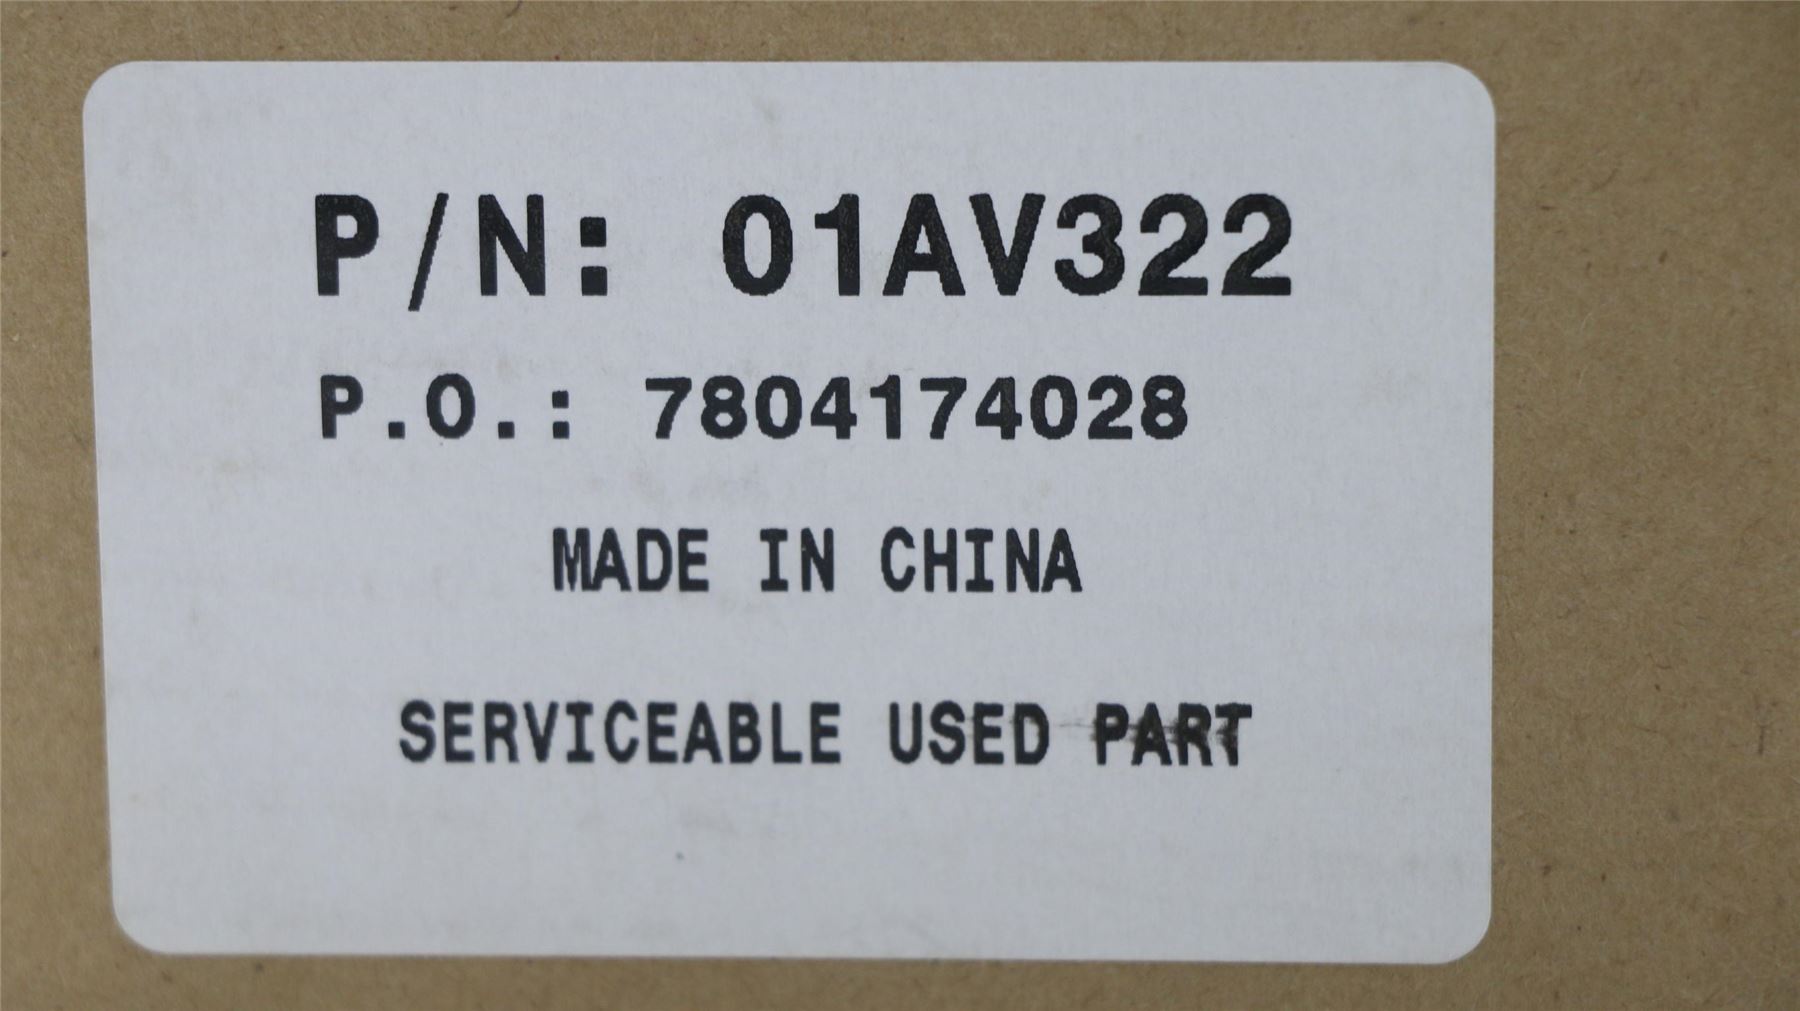 P/N: 01AV322
P.O.: 7804174028
MADE IN CHINA
SERVICEABLE USED PART